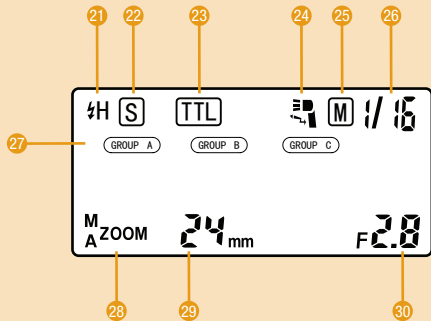 21 22 23 24 25 26
⚡H S TTL M 1/16
27 GROUP A GROUP B GROUP C
M
A ZOOM 24 mm F2.8
28 29 30